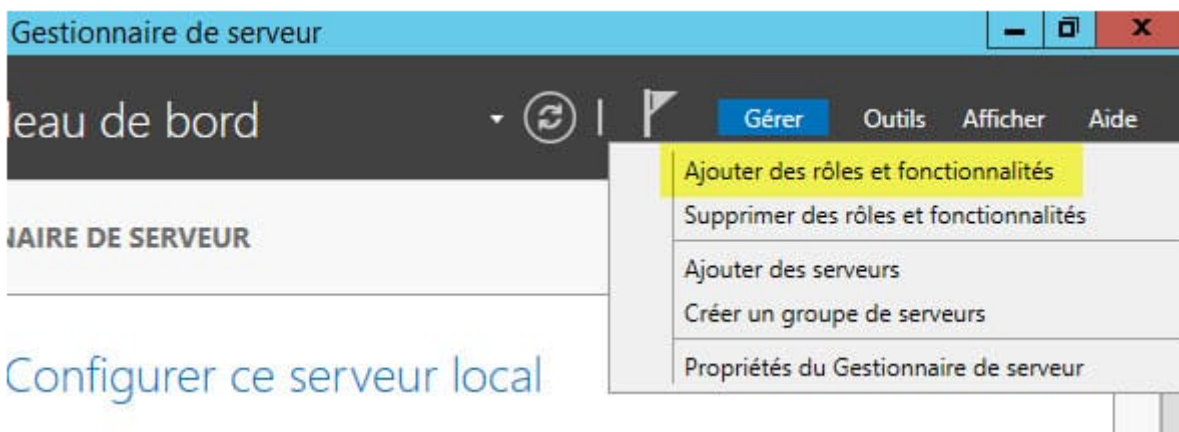 Gestionnaire de serveur
leau de bord
Gérer Outils Afficher Aide
Ajouter des rôles et fonctionnalités
Supprimer des rôles et fonctionnalités
Ajouter des serveurs
Créer un groupe de serveurs
Propriétés du Gestionnaire de serveur
NAIRE DE SERVEUR
Configurer ce serveur local